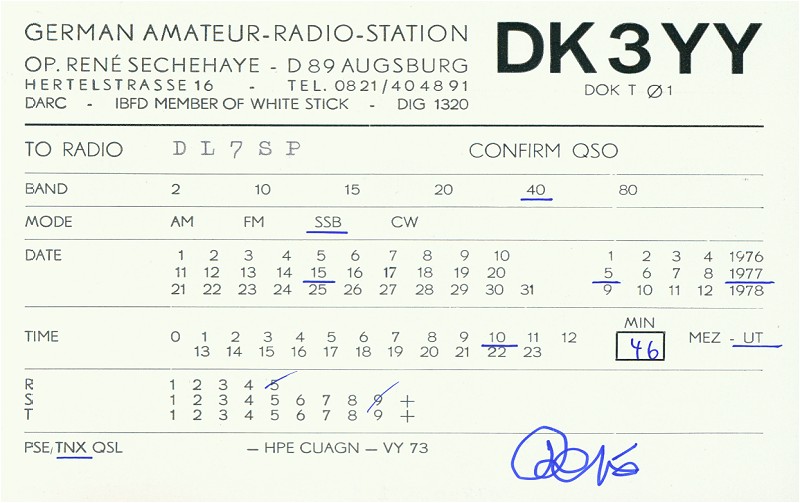 GERMAN AMATEUR-RADIO-STATION
OP. RENÉ SECHEHAYE - D 89 AUGSBURG
HERTELSTRASSE 16 - TEL. 0821/404891
DARC - IBFD MEMBER OF WHITE STICK - DIG 1320
DK3YY
DOK T Ø1
TO RADIO DL7SP CONFIRM QSO
BAND 2 10 15 20 40 80
MODE AM FM SSB CW
DATE 1 2 3 4 5 6 7 8 9 10 1 2 3 4 1976
11 12 13 14 15 16 17 18 19 20 5 6 7 8 1977
21 22 23 24 25 26 27 28 29 30 31 9 10 11 12 1978
MIN
TIME 0 1 2 3 4 5 6 7 8 9 10 11 12 46 MEZ - UT
13 14 15 16 17 18 19 20 21 22 23
R 1 2 3 4 5
S 1 2 3 4 5 6 7 8 9 +
T 1 2 3 4 5 6 7 8 9 +
PSE/TNX QSL — HPE CUAGN — VY 73